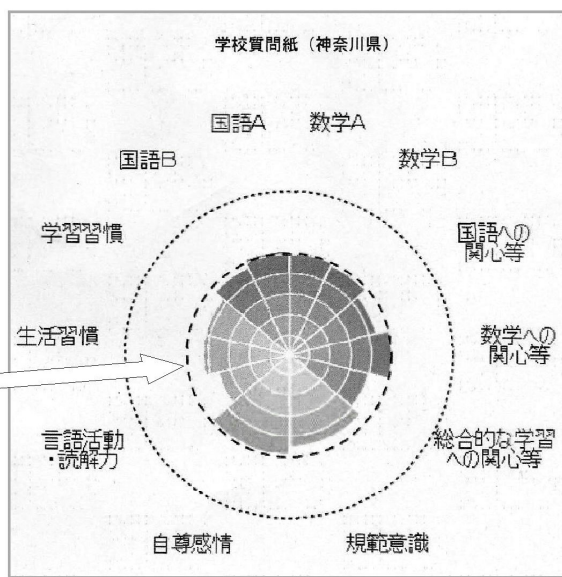 学校質問紙（神奈川県）
国語A
数学A
国語B
数学B
学習習慣
国語への
関心等
生活習慣
数学への
関心等
言語活動
・読解力
総合的な学習
への関心等
自尊感情
規範意識